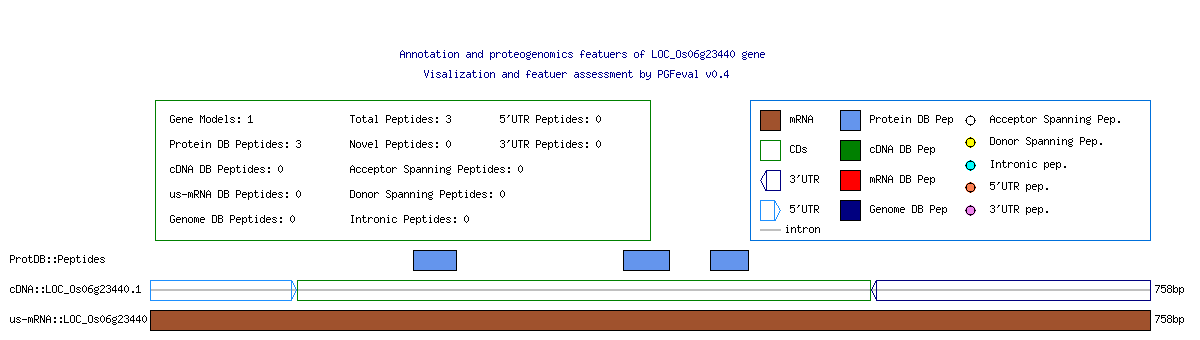 Annotation and proteogenomics featuers of LOC_Os06g23440 gene
Visalization and featuer assessment by PGFeval v0.4
Gene Models: 1 Total Peptides: 3 5'UTR Peptides: 0
Protein DB Peptides: 3 Novel Peptides: 0 3'UTR Peptides: 0
cDNA DB Peptides: 0 Acceptor Spanning Peptides: 0
us-mRNA DB Peptides: 0 Donor Spanning Peptides: 0
Genome DB Peptides: 0 Intronic Peptides: 0
mRNA Protein DB Pep Acceptor Spanning Pep.
CDs cDNA DB Pep Donor Spanning Pep.
3'UTR mRNA DB Pep Intronic pep.
5'UTR Genome DB Pep 5'UTR pep.
intron 3'UTR pep.
ProtDB::Peptides
cDNA::LOC_Os06g23440.1 758bp
us-mRNA::LOC_Os06g23440 758bp